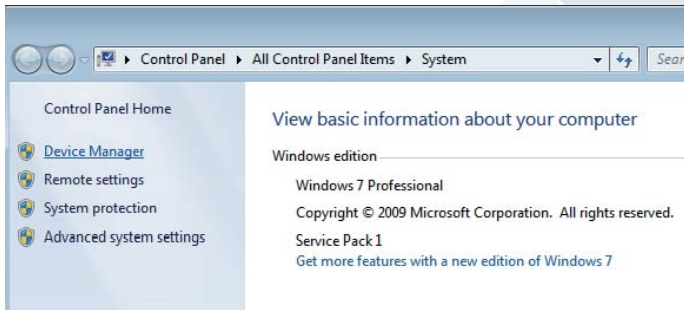 Control Panel ▸ All Control Panel Items ▸ System
Control Panel Home
Device Manager
Remote settings
System protection
Advanced system settings
View basic information about your computer
Windows edition
Windows 7 Professional
Copyright © 2009 Microsoft Corporation. All rights reserved.
Service Pack 1
Get more features with a new edition of Windows 7